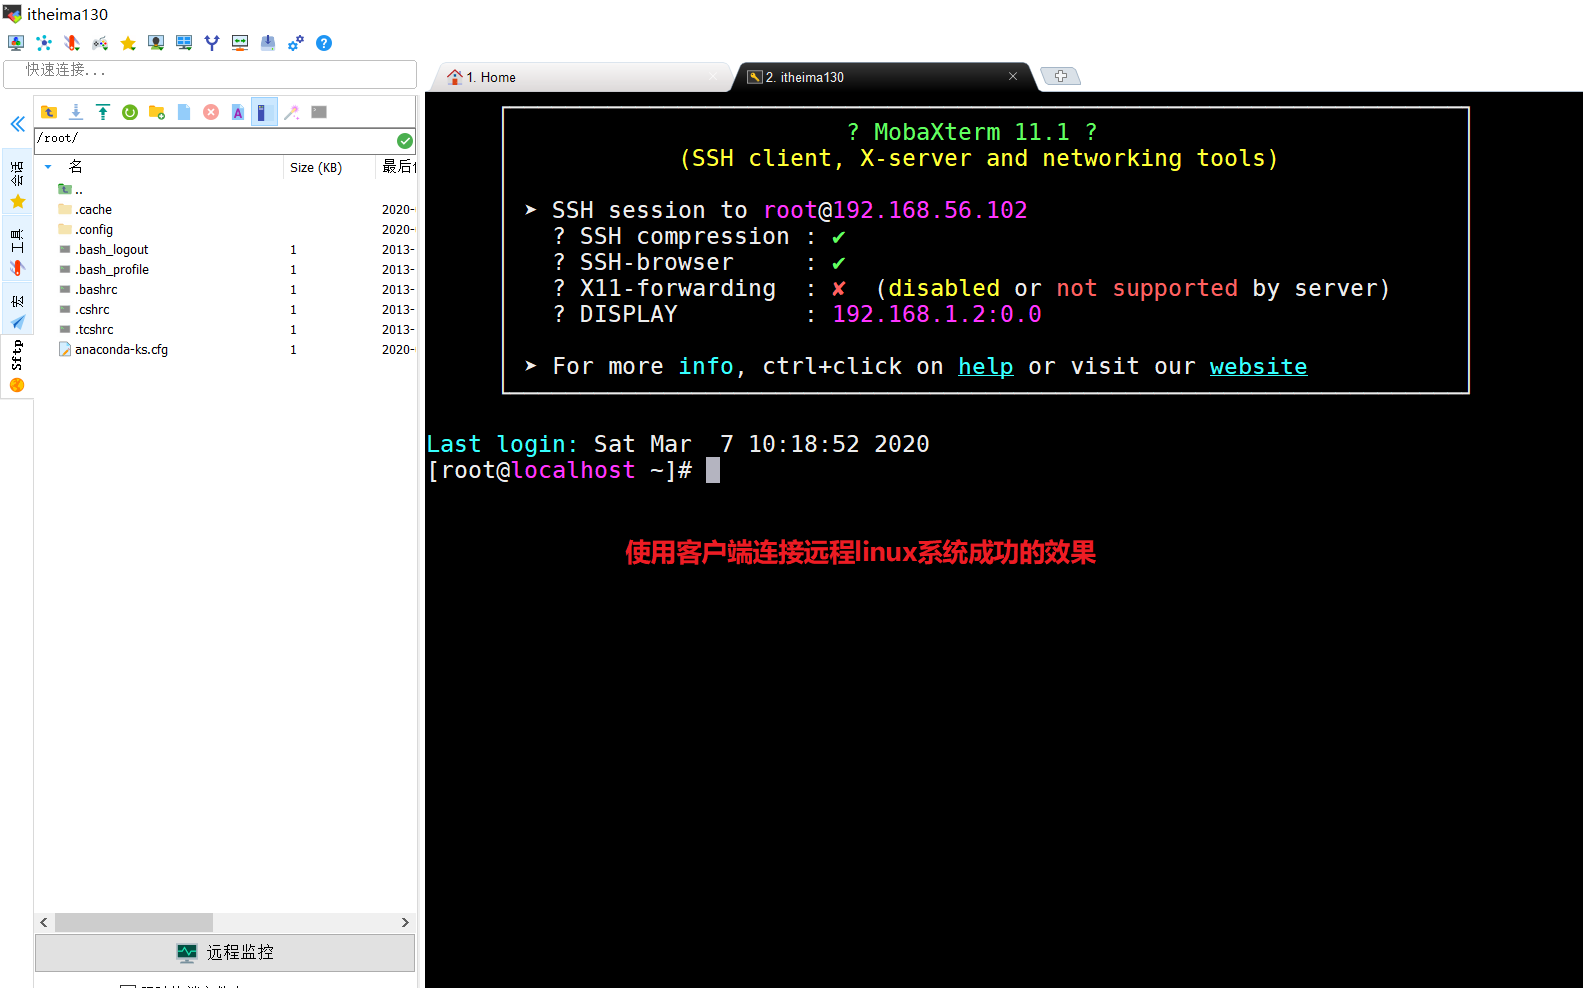 itheima130
快速连接...
1. Home
2. itheima130
/root/
名 Size (KB) 最后
..
.cache 2020-
.config 2020-
.bash_logout 1 2013-
.bash_profile 1 2013-
.bashrc 1 2013-
.cshrc 1 2013-
.tcshrc 1 2013-
anaconda-ks.cfg 1 2020-
会话
工具
宏
Sftp
远程监控
? MobaXterm 11.1 ?
(SSH client, X-server and networking tools)
➤ SSH session to root@192.168.56.102
? SSH compression : ✔
? SSH-browser : ✔
? X11-forwarding : ✘ (disabled or not supported by server)
? DISPLAY : 192.168.1.2:0.0
➤ For more info, ctrl+click on help or visit our website
Last login: Sat Mar 7 10:18:52 2020
[root@localhost ~]#
使用客户端连接远程linux系统成功的效果